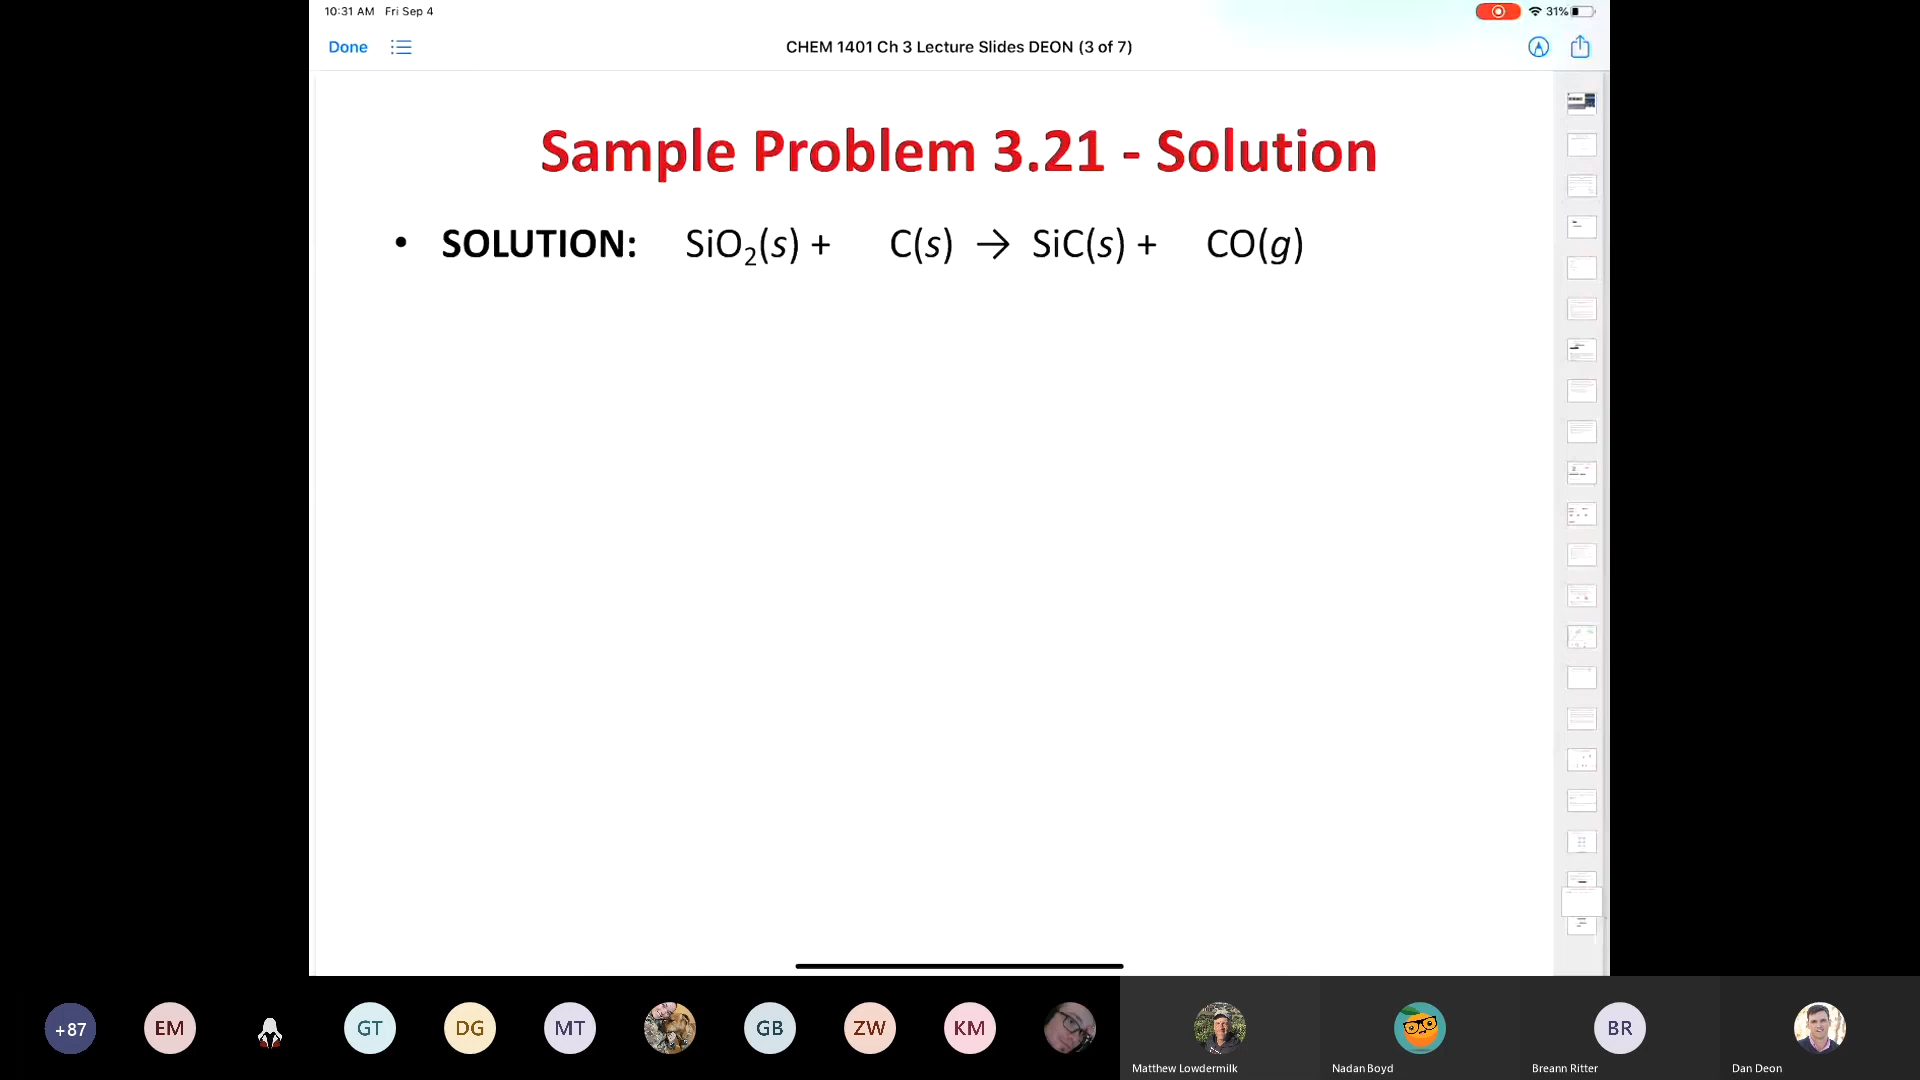 10:31 AM Fri Sep 4
31%
Done
CHEM 1401 Ch 3 Lecture Slides DEON (3 of 7)
Sample Problem 3.21 - Solution
• SOLUTION: SiO₂(s) + C(s) → SiC(s) + CO(g)
+87
EM
GT
DG
MT
GB
ZW
KM
BR
Matthew Lowdermilk
Nadan Boyd
Breann Ritter
Dan Deon